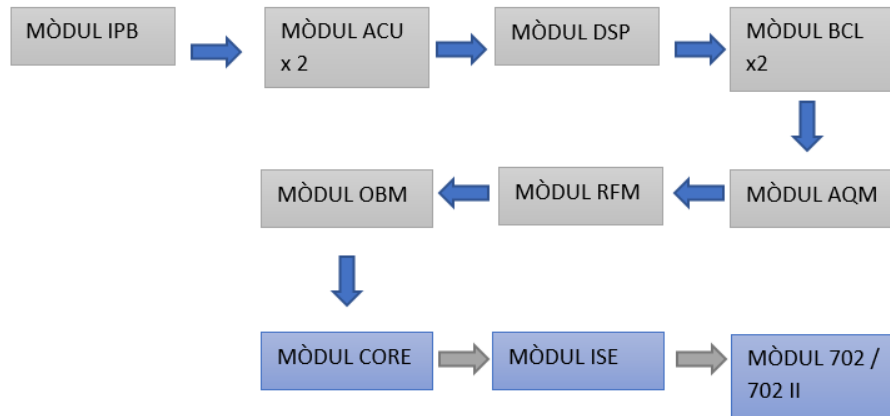 MÒDUL IPB
MÒDUL ACU
x 2
MÒDUL DSP
MÒDUL BCL
x2
MÒDUL OBM
MÒDUL RFM
MÒDUL AQM
MÒDUL CORE
MÒDUL ISE
MÒDUL 702 /
702 II